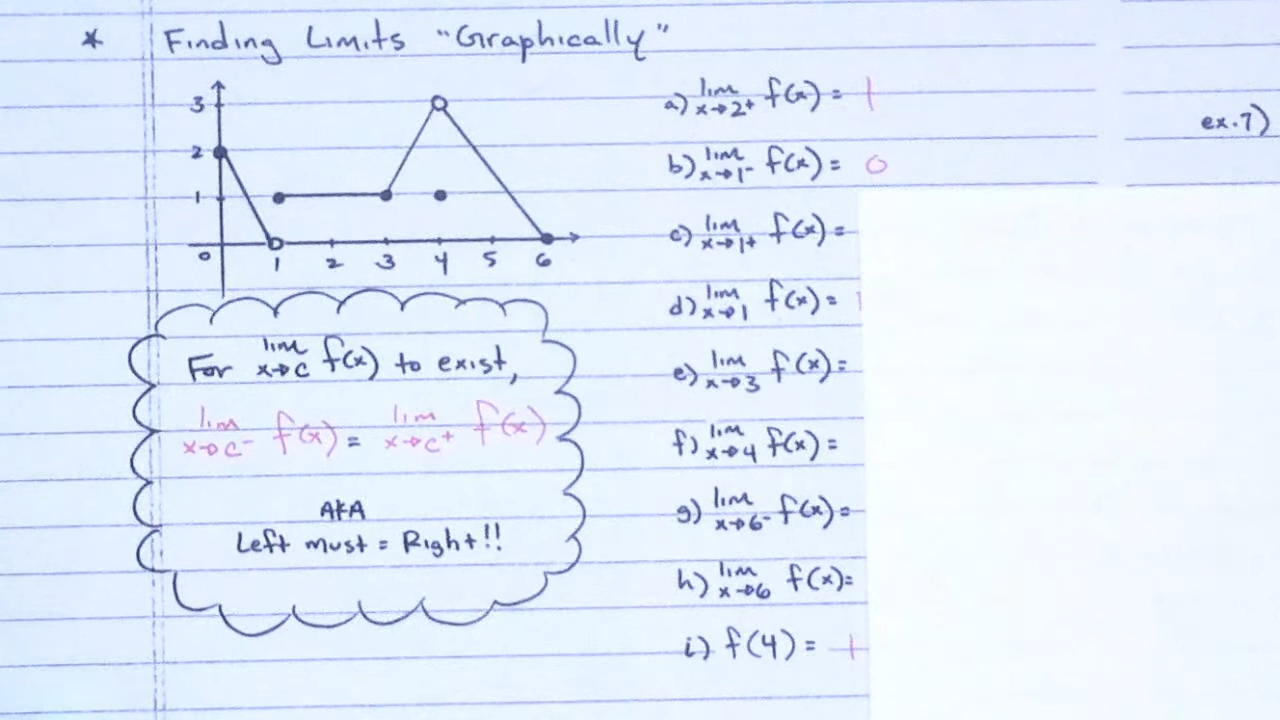 * Finding Limits "Graphically"
3
2
1
0 1 2 3 4 5 6
For lim x→c f(x) to exist,
lim x→c⁻ f(x) = lim x→c⁺ f(x)
AKA
Left must = Right!!
a) lim x→2⁺ f(x) = 1
b) lim x→1⁻ f(x) = 0
c) lim x→1⁺ f(x) =
d) lim x→1 f(x) =
e) lim x→3 f(x) =
f) lim x→4 f(x) =
g) lim x→6⁻ f(x) =
h) lim x→6 f(x) =
i) f(4) = 1
ex.7)